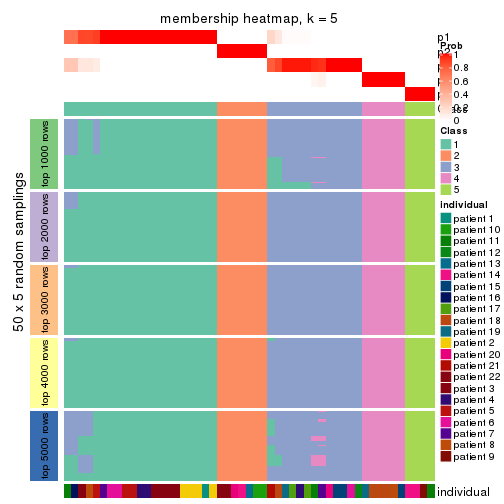 membership heatmap, k = 5
p1
Prob
1
0.8
0.6
0.4
0.2
0
Class
1
2
3
4
5
individual
patient 1
patient 10
patient 11
patient 12
patient 13
patient 14
patient 15
patient 16
patient 17
patient 18
patient 19
patient 2
patient 20
patient 21
patient 22
patient 3
patient 4
patient 5
patient 6
patient 7
patient 8
patient 9
50 x 5 random samplings
top 1000 rows
top 2000 rows
top 3000 rows
top 4000 rows
top 5000 rows
individual